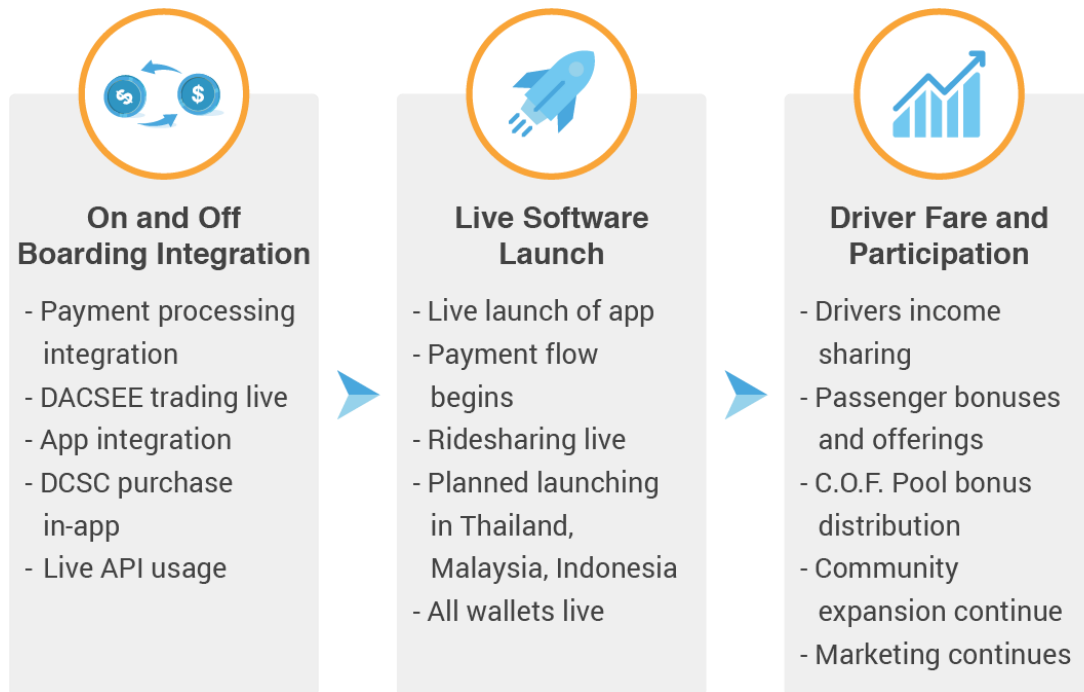 On and Off
Boarding Integration
- Payment processing
integration
- DACSEE trading live
- App integration
- DCSC purchase
in-app
- Live API usage
Live Software
Launch
- Live launch of app
- Payment flow
begins
- Ridesharing live
- Planned launching
in Thailand,
Malaysia, Indonesia
- All wallets live
Driver Fare and
Participation
- Drivers income
sharing
- Passenger bonuses
and offerings
- C.O.F. Pool bonus
distribution
- Community
expansion continue
- Marketing continues